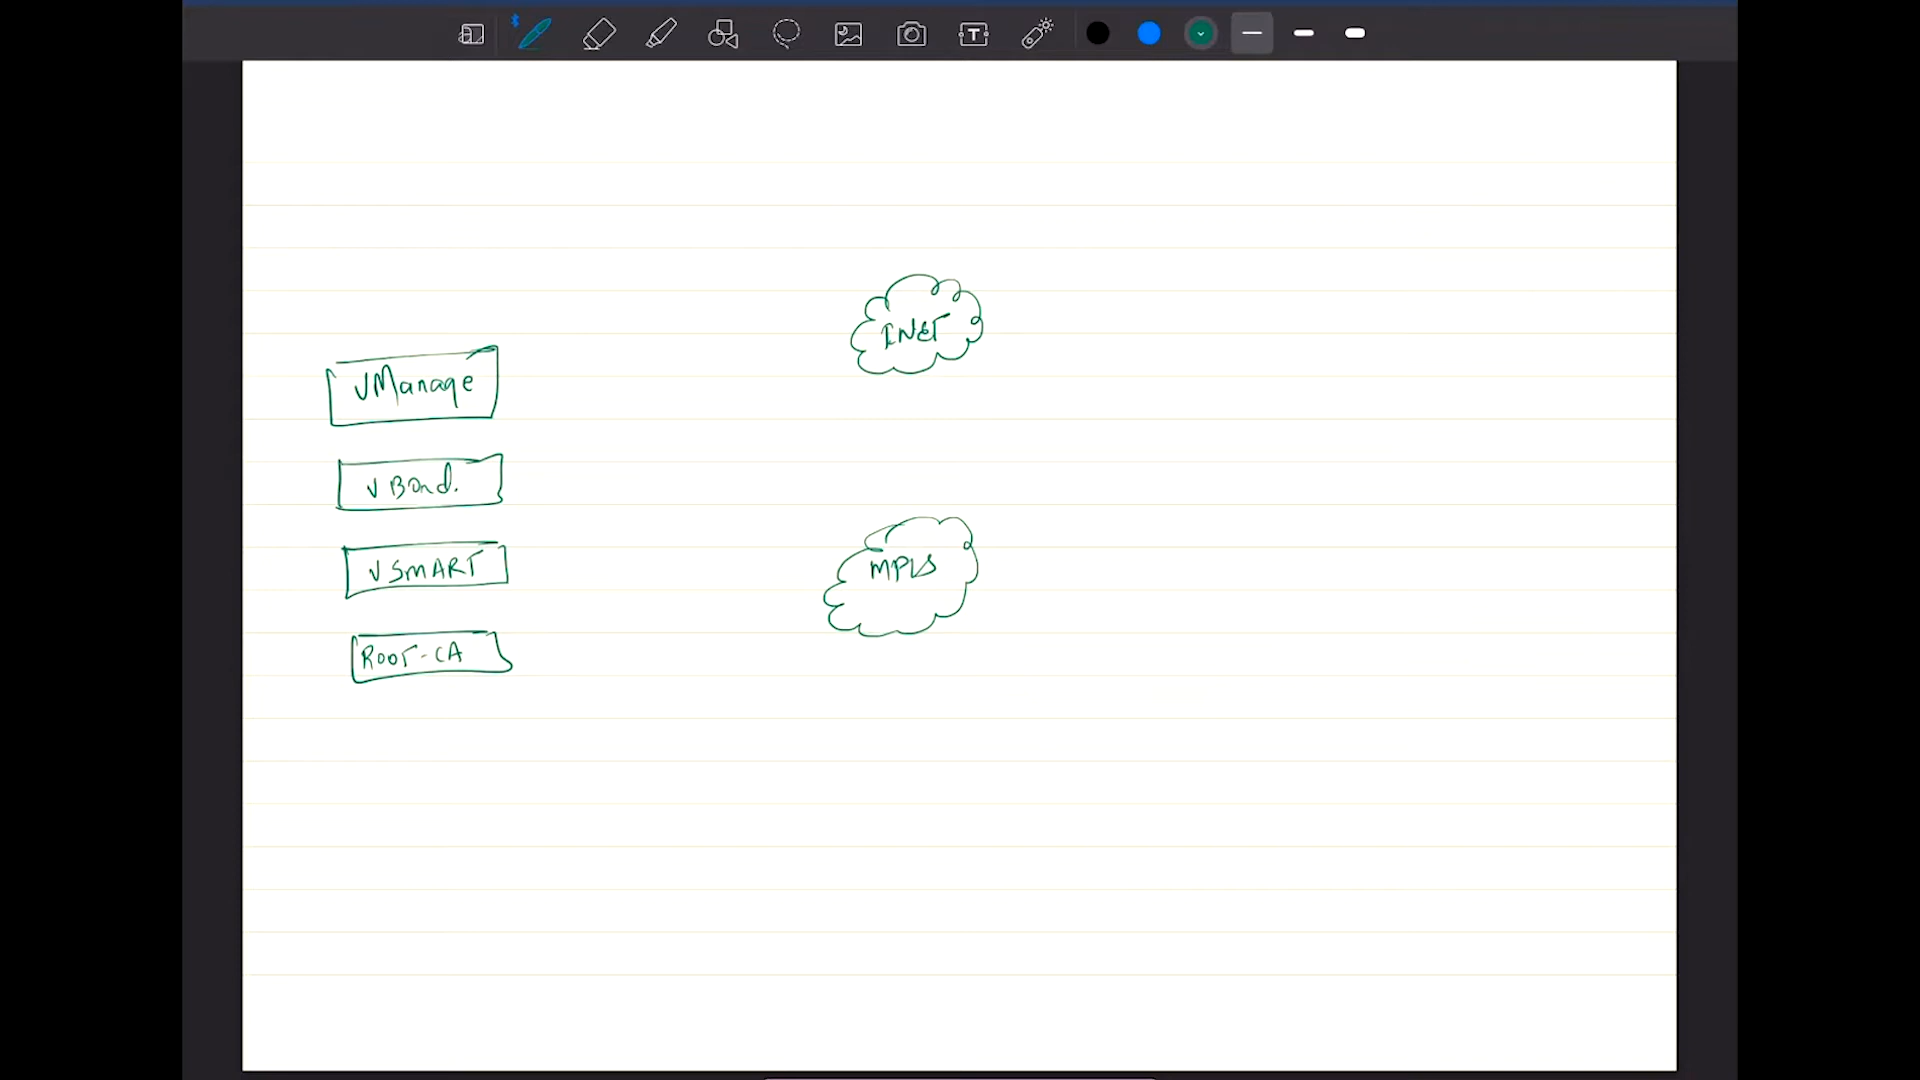 INET
vManage
vBond.
vSMART
MPLS
ROOT-CA